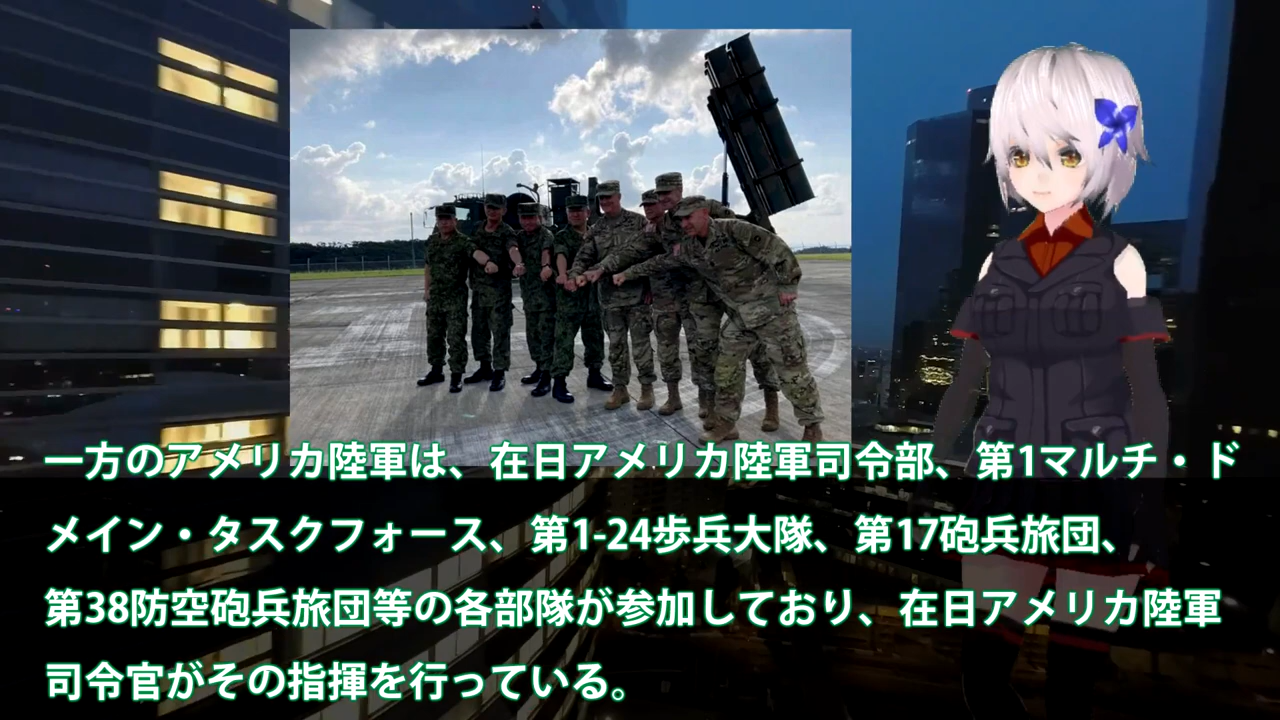 一方のアメリカ陸軍は、在日アメリカ陸軍司令部、第1マルチ・ド
メイン・タスクフォース、第1-24歩兵大隊、第17砲兵旅団、
第38防空砲兵旅団等の各部隊が参加しており、在日アメリカ陸軍
司令官がその指揮を行っている。